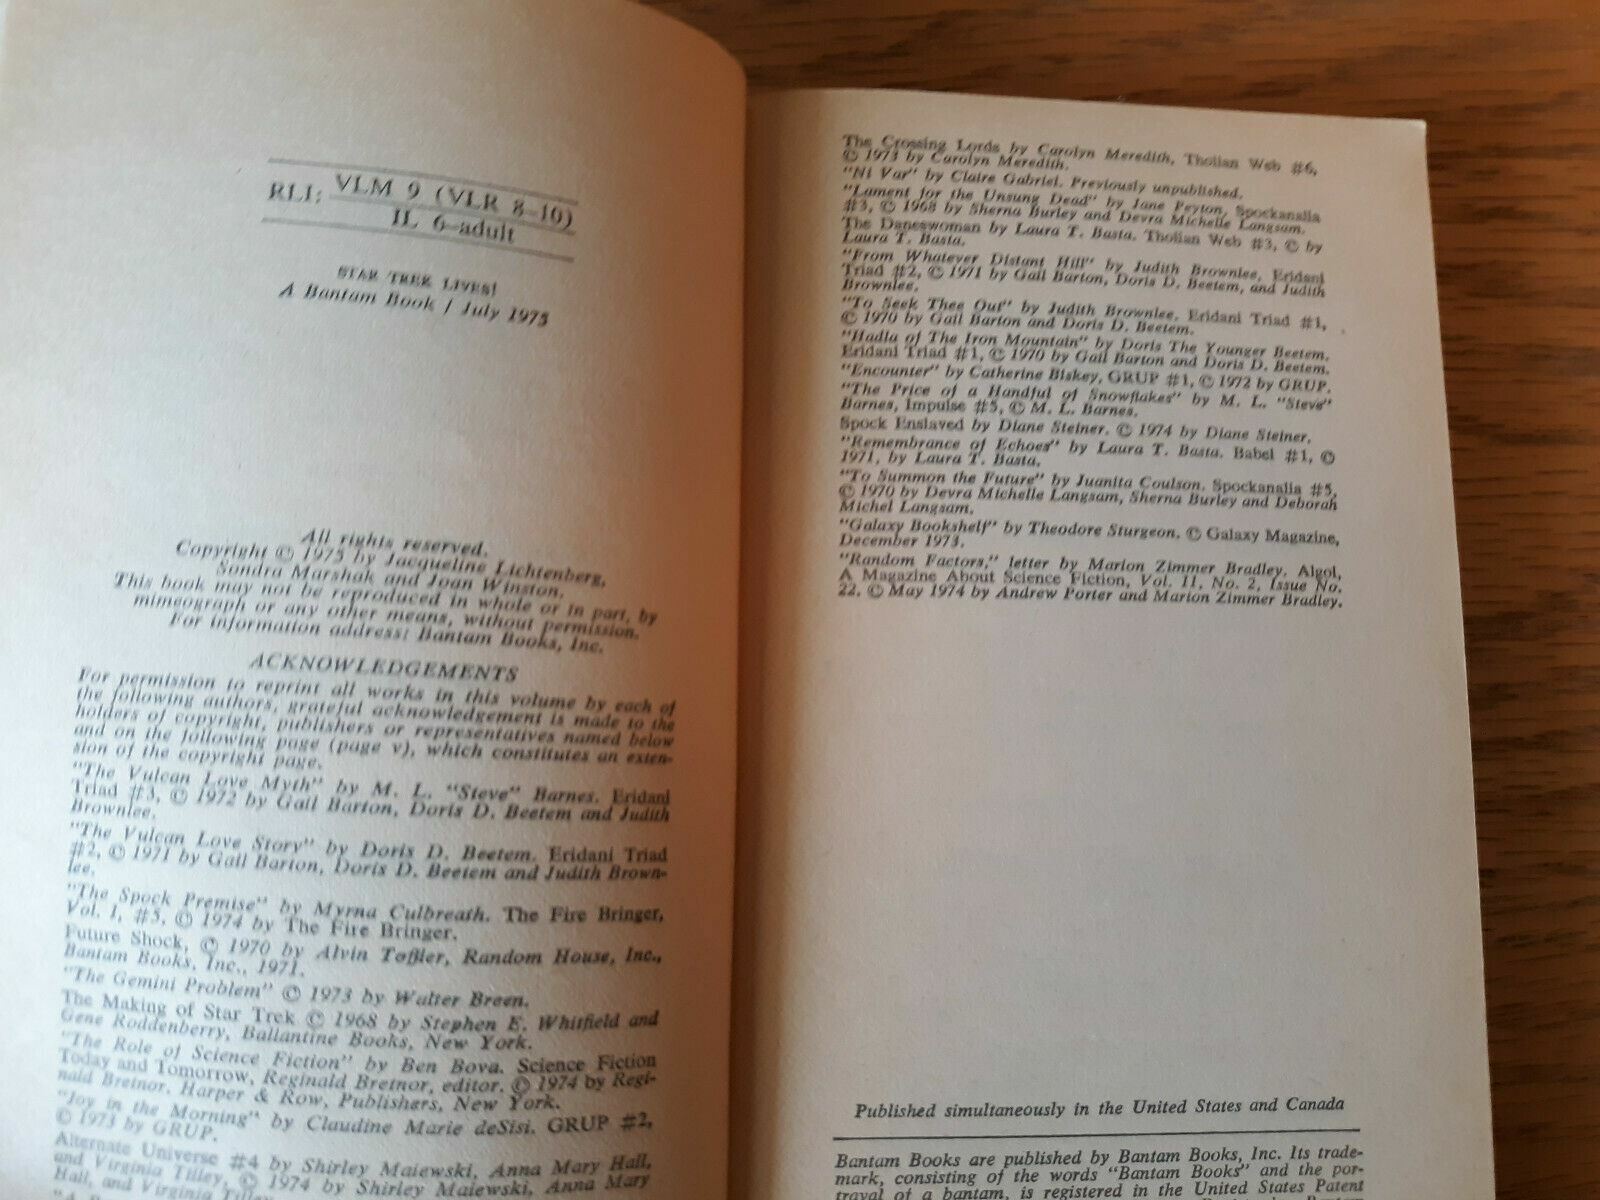 RLI: VLM 9 (VLR 8-10)
IL 6-adult
STAR TREK LIVES!
A Bantam Book / July 1975
All rights reserved.
Copyright © 1975 by Jacqueline Lichtenberg,
Sondra Marshak and Joan Winston.
This book may not be reproduced in whole or in part, by
mimeograph or any other means, without permission.
For information address: Bantam Books, Inc.
ACKNOWLEDGEMENTS
For permission to reprint all works in this volume by each of
the following authors, grateful acknowledgement is made to the
holders of copyright, publishers or representatives named below
and on the following page (page v), which constitutes an exten-
sion of the copyright page.
"The Vulcan Love Myth" by M. L. "Steve" Barnes. Eridani
Triad #3, © 1972 by Gail Barton, Doris D. Beetem and Judith
Brownlee.
"The Vulcan Love Story" by Doris D. Beetem. Eridani Triad
#2, © 1971 by Gail Barton, Doris D. Beetem and Judith Brown-
lee.
"The Spock Premise" by Myrna Culbreath. The Fire Bringer,
Vol. 1, #5, © 1974 by The Fire Bringer.
Future Shock, © 1970 by Alvin Toffler, Random House, Inc.,
Bantam Books, Inc., 1971.
"The Gemini Problem" © 1973 by Walter Breen.
The Making of Star Trek © 1968 by Stephen E. Whitfield and
Gene Roddenberry, Ballantine Books, New York.
"The Role of Science Fiction" by Ben Bova. Science Fiction
Today and Tomorrow, Reginald Bretnor, editor. © 1974 by Regi-
nald Bretnor. Harper & Row, Publishers, New York.
"Joy in the Morning" by Claudine Marie deSisi. GRUP #2,
© 1973 by GRUP.
Alternate Universe #4 by Shirley Maiewski, Anna Mary Hall,
and Virginia Tilley, © 1974 by Shirley Maiewski, Anna Mary
Hall, and Virginia Tilley.
The Crossing Lords by Carolyn Meredith, Tholian Web #6,
© 1973 by Carolyn Meredith.
"Ni Var" by Claire Gabriel. Previously unpublished.
"Lament for the Unsung Dead" by Jane Peyton, Spockanalia
#3, © 1968 by Sherna Burley and Devra Michelle Langsam.
The Daneswoman by Laura T. Basta. Tholian Web #3, © by
Laura T. Basta.
"From Whatever Distant Hill" by Judith Brownlee, Eridani
Triad #2, © 1971 by Gail Barton, Doris D. Beetem, and Judith
Brownlee.
"To Seek Thee Out" by Judith Brownlee. Eridani Triad #1,
© 1970 by Gail Barton and Doris D. Beetem.
"Hadla of The Iron Mountain" by Doris The Younger Beetem.
Eridani Triad #1, © 1970 by Gail Barton and Doris D. Beetem.
"Encounter" by Catherine Biskey, GRUP #1, © 1972 by GRUP.
"The Price of a Handful of Snowflakes" by M. L. "Steve"
Barnes, Impulse #5, © M. L. Barnes.
Spock Enslaved by Diane Steiner. © 1974 by Diane Steiner.
"Remembrance of Echoes" by Laura T. Basta. Babel #1, ©
1971, by Laura T. Basta.
"To Summon the Future" by Juanita Coulson. Spockanalia #5,
© 1970 by Devra Michelle Langsam, Sherna Burley and Deborah
Michel Langsam.
"Galaxy Bookshelf" by Theodore Sturgeon, © Galaxy Magazine,
December 1973.
"Random Factors," letter by Marion Zimmer Bradley, Algol,
A Magazine About Science Fiction, Vol. 11, No. 2, Issue No.
22, © May 1974 by Andrew Porter and Marion Zimmer Bradley.
Published simultaneously in the United States and Canada
Bantam Books are published by Bantam Books, Inc. Its trade-
mark, consisting of the words "Bantam Books" and the por-
trayal of a bantam, is registered in the United States Patent